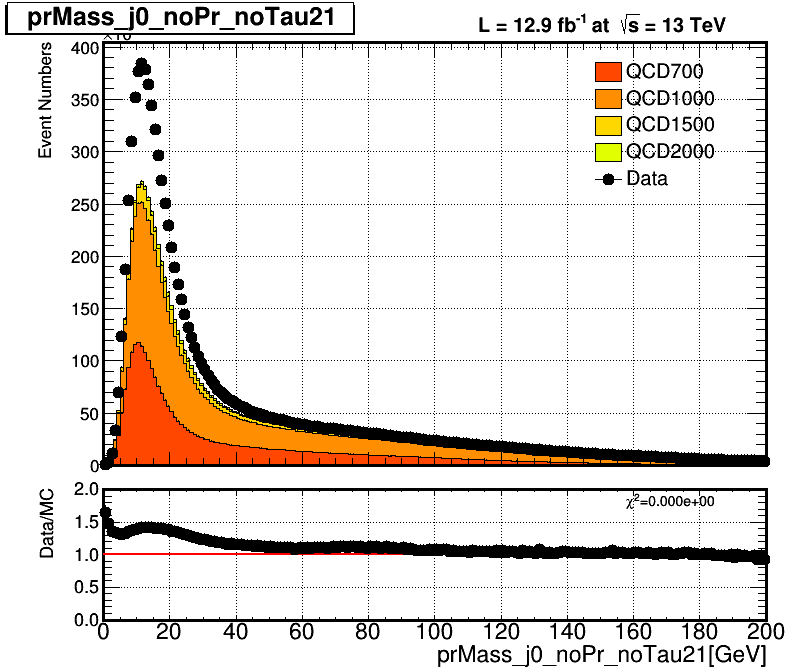 prMass_j0_noPr_noTau21
L = 12.9 fb⁻¹ at √s = 13 TeV
400
350
300
250
200
150
100
50
0
Event Numbers
QCD700
QCD1000
QCD1500
QCD2000
Data
2.0
1.5
1.0
0.5
0.0
Data/MC
χ²=0.000e+00
0 20 40 60 80 100 120 140 160 180 200
prMass_j0_noPr_noTau21[GeV]